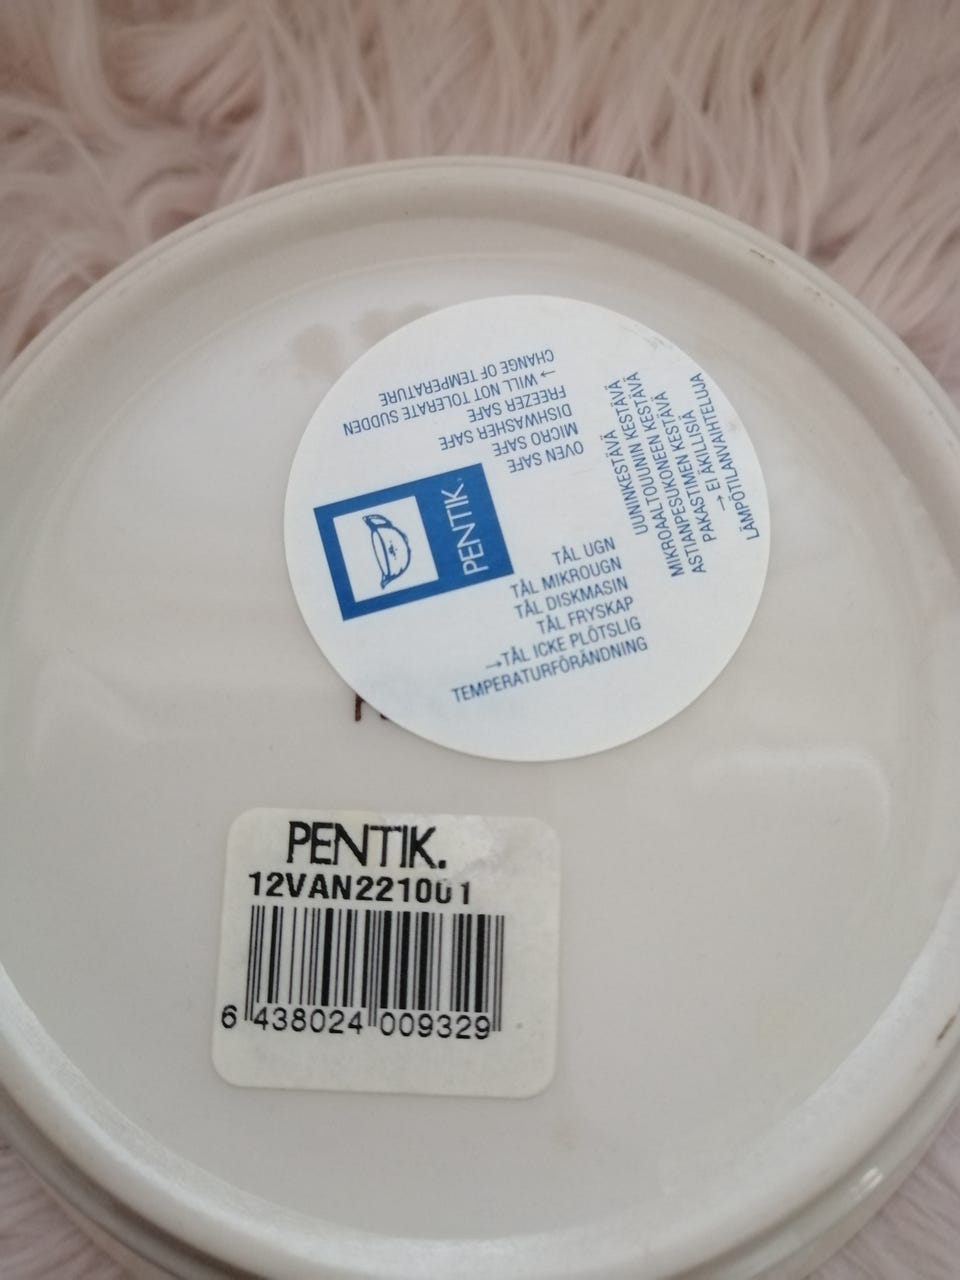 OVEN SAFE
MICRO SAFE
DISHWASHER SAFE
FREEZER SAFE
→ WILL NOT TOLERATE SUDDEN
CHANGE OF TEMPERATURE
PENTIK
UUNINKESTÄVÄ
UUNINKESTÄVÄ
MIKROAALTOUUNIN KESTÄVÄ
ASTIANPESUKONEEN KESTÄVÄ
PAKASTIMEN KESTÄVÄ
→ EI ÄKILLISIÄ
LÄMPÖTILANVAIHTELUJA
TÅL UGN
TÅL MIKROUGN
TÅL DISKMASIN
TÅL FRYSKAP
→TÅL ICKE PLÖTSLIG
TEMPERATURFÖRÄNDNING
PENTIK.
12VAN221001
6 438024 009329